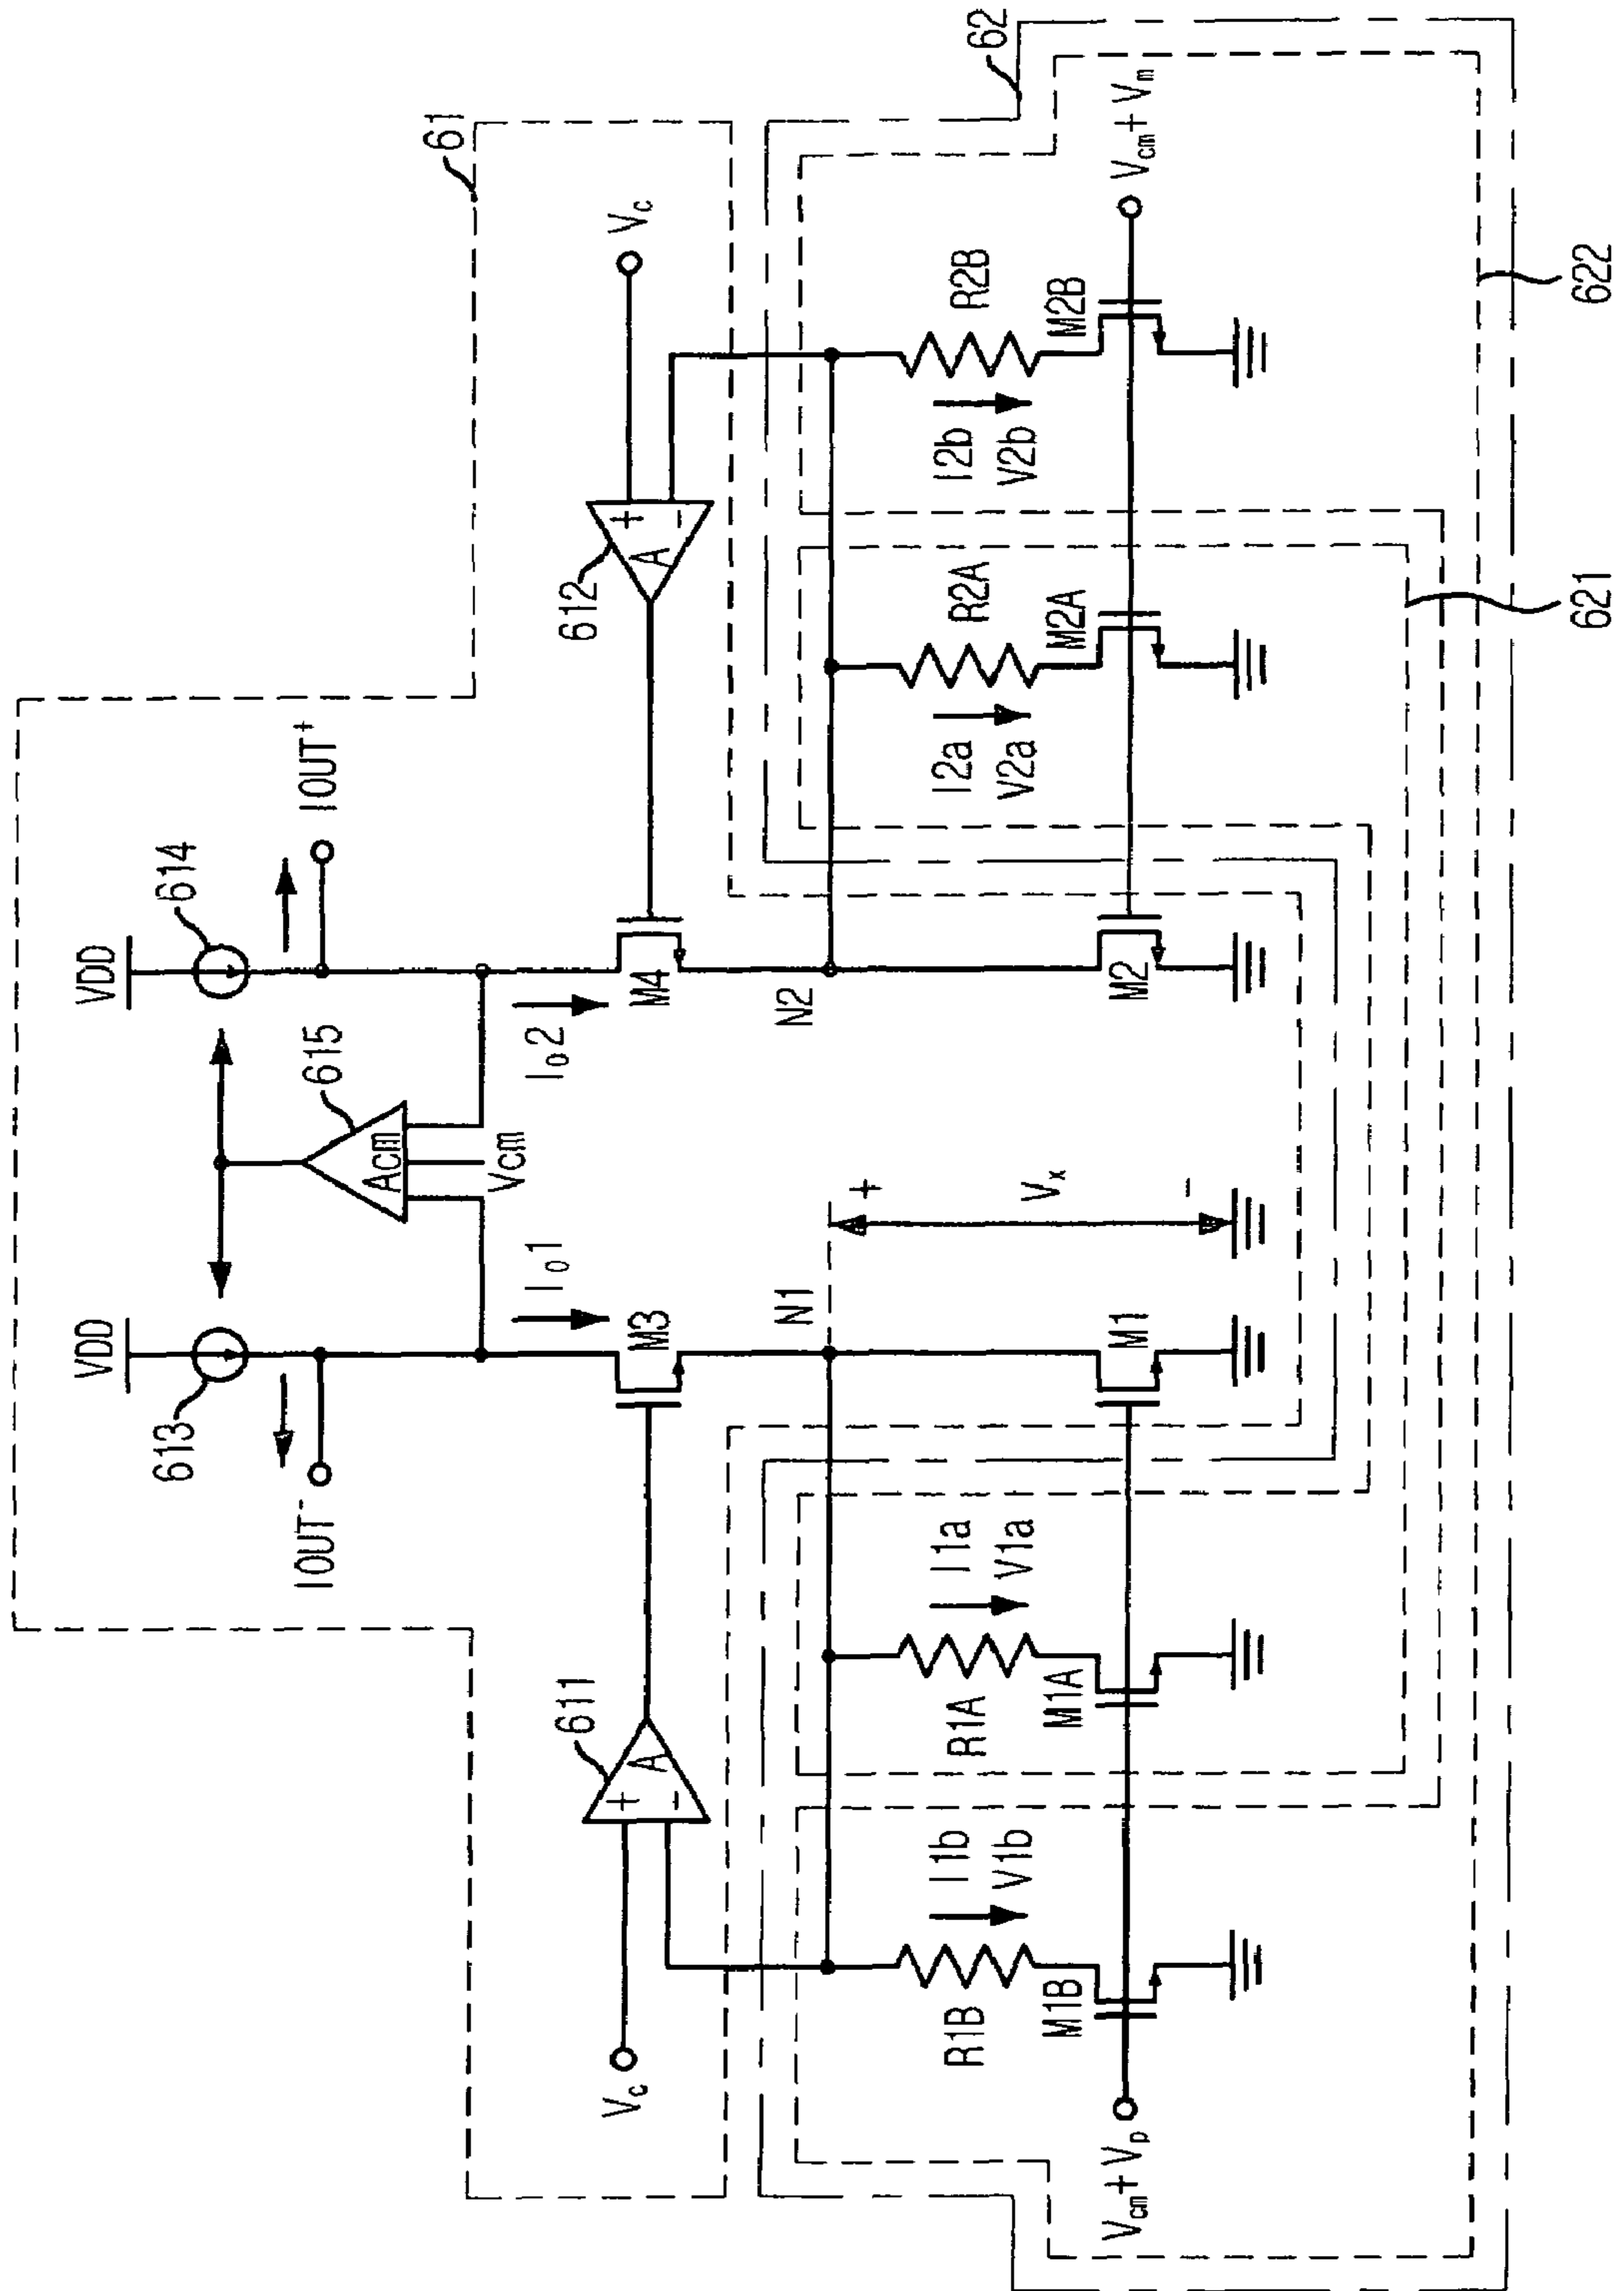 VDD
VDD
613
614
615
IOUT⁻
IOUT⁺
Acm
Vcm
I₀1
I₀2
61
611
612
Vc
Vc
+
A
−
+
A
−
M3
M4
N1
N2
62
+
Vx
−
R1B
I1b
V1b
R1A
I1a
V1a
I2a
V2a
R2A
I2b
V2b
R2B
M1B
M1A
M1
M2
M2A
M2B
Vcm + Vp
Vcm + Vm
621
622